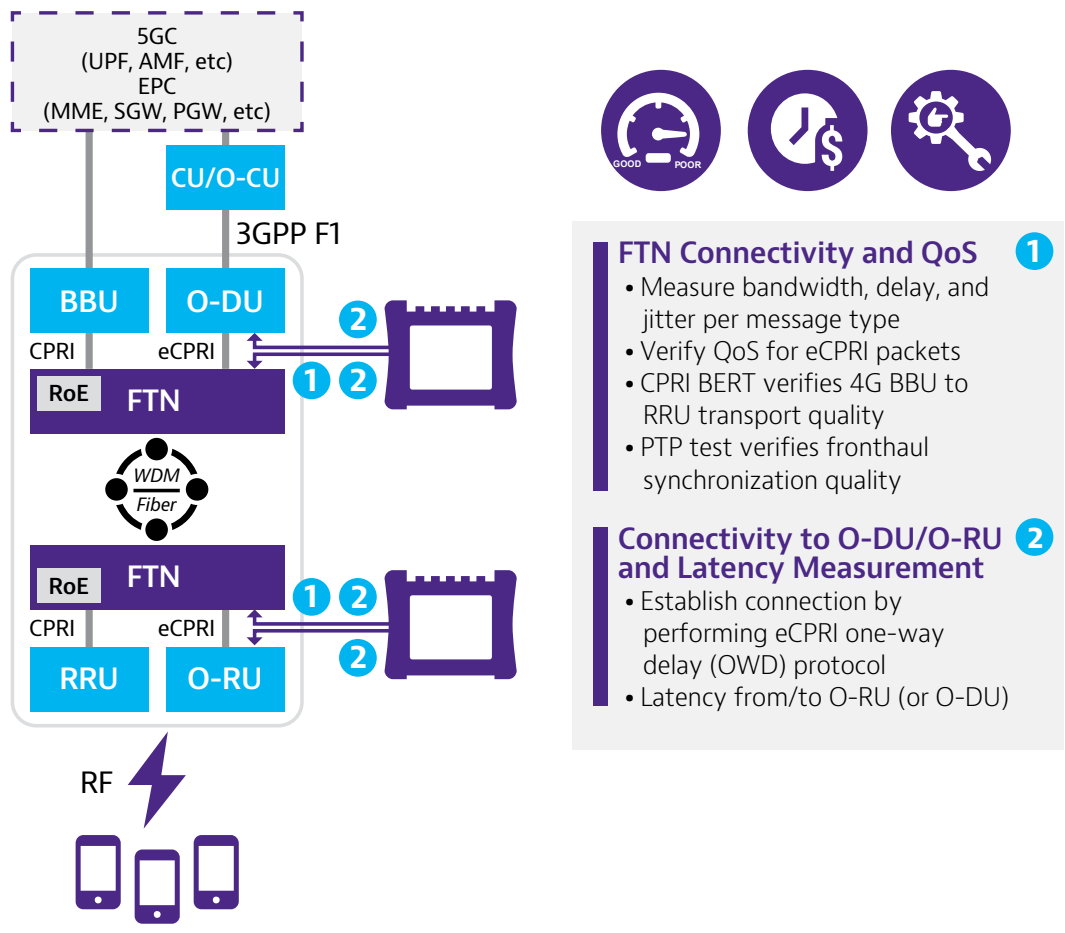 5GC
(UPF, AMF, etc)
EPC
(MME, SGW, PGW, etc)
CU/O-CU
3GPP F1
BBU
O-DU
CPRI
eCPRI
2
1 2
RoE
FTN
WDM
Fiber
FTN
RoE
1 2
2
CPRI
eCPRI
RRU
O-RU
RF
GOOD
POOR
$
FTN Connectivity and QoS 1
• Measure bandwidth, delay, and
jitter per message type
• Verify QoS for eCPRI packets
• CPRI BERT verifies 4G BBU to
RRU transport quality
• PTP test verifies fronthaul
synchronization quality
Connectivity to O-DU/O-RU 2
and Latency Measurement
• Establish connection by
performing eCPRI one-way
delay (OWD) protocol
• Latency from/to O-RU (or O-DU)